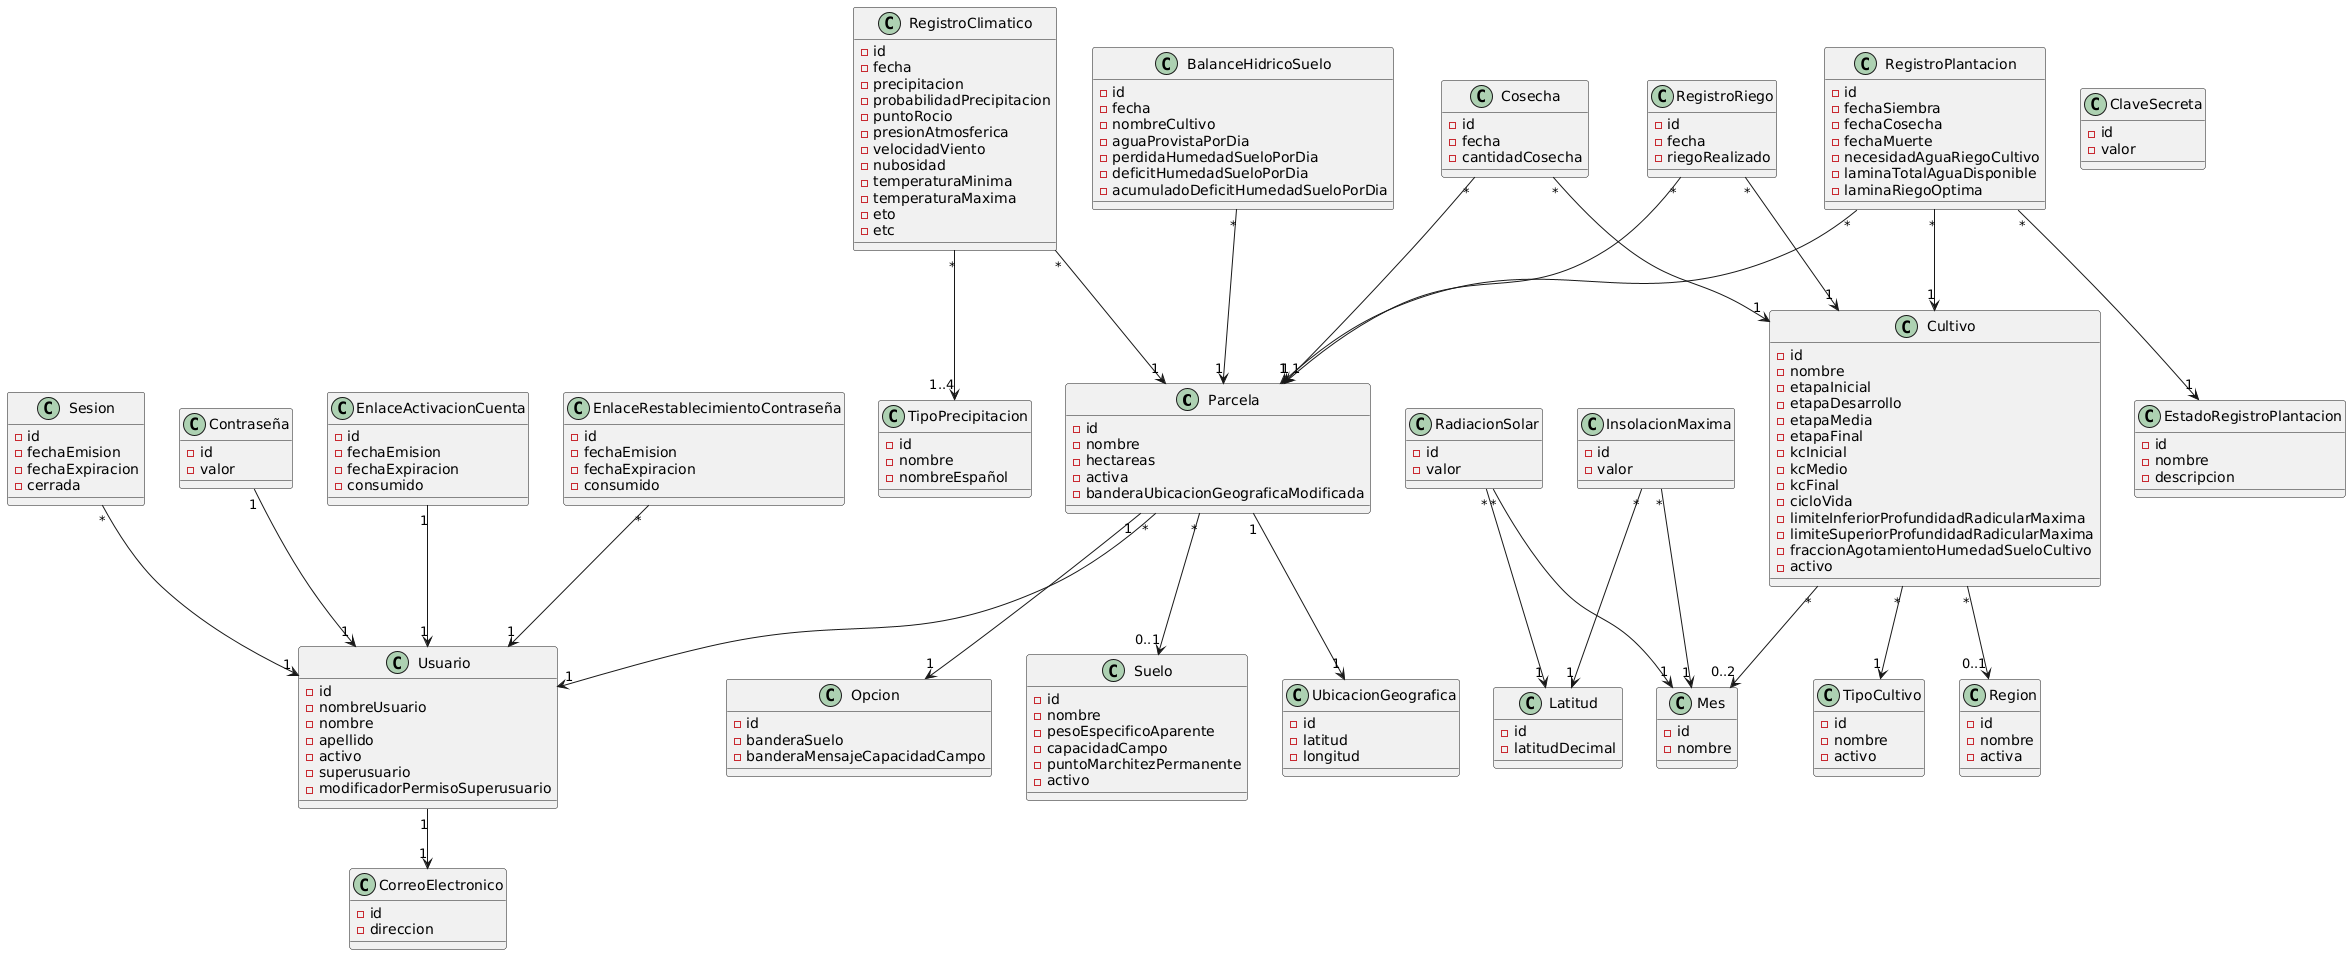 RegistroClimatico
id
fecha
precipitacion
probabilidadPrecipitacion
puntoRocio
presionAtmosferica
velocidadViento
nubosidad
temperaturaMinima
temperaturaMaxima
eto
etc
BalanceHidricoSuelo
id
fecha
nombreCultivo
aguaProvistaPorDia
perdidaHumedadSueloPorDia
deficitHumedadSueloPorDia
acumuladoDeficitHumedadSueloPorDia
Cosecha
id
fecha
cantidadCosecha
RegistroRiego
id
fecha
riegoRealizado
RegistroPlantacion
id
fechaSiembra
fechaCosecha
fechaMuerte
necesidadAguaRiegoCultivo
laminaTotalAguaDisponible
laminaRiegoOptima
ClaveSecreta
id
valor
* * * * * * * * * *
1..4 1 1 1 1 1 1 1 1 1
Sesion
id
fechaEmision
fechaExpiracion
cerrada
Contraseña
id
valor
EnlaceActivacionCuenta
id
fechaEmision
fechaExpiracion
consumido
EnlaceRestablecimientoContraseña
id
fechaEmision
fechaExpiracion
consumido
TipoPrecipitacion
id
nombre
nombreEspañol
Parcela
id
nombre
hectareas
activa
banderaUbicacionGeograficaModificada
RadiacionSolar
id
valor
InsolacionMaxima
id
valor
Cultivo
id
nombre
etapaInicial
etapaDesarrollo
etapaMedia
etapaFinal
kcInicial
kcMedio
kcFinal
cicloVida
limiteInferiorProfundidadRadicularMaxima
limiteSuperiorProfundidadRadicularMaxima
fraccionAgotamientoHumedadSueloCultivo
activo
EstadoRegistroPlantacion
id
nombre
descripcion
* 1 1 * 1 * * 1 * * * * * * *
1 1 1 1 1 1 0..1 1 1 1 1 1 0..2 1 0..1
Usuario
id
nombreUsuario
nombre
apellido
activo
superusuario
modificadorPermisoSuperusuario
Opcion
id
banderaSuelo
banderaMensajeCapacidadCampo
Suelo
id
nombre
pesoEspecificoAparente
capacidadCampo
puntoMarchitezPermanente
activo
UbicacionGeografica
id
latitud
longitud
Latitud
id
latitudDecimal
Mes
id
nombre
TipoCultivo
id
nombre
activo
Region
id
nombre
activa
1
1
CorreoElectronico
id
direccion